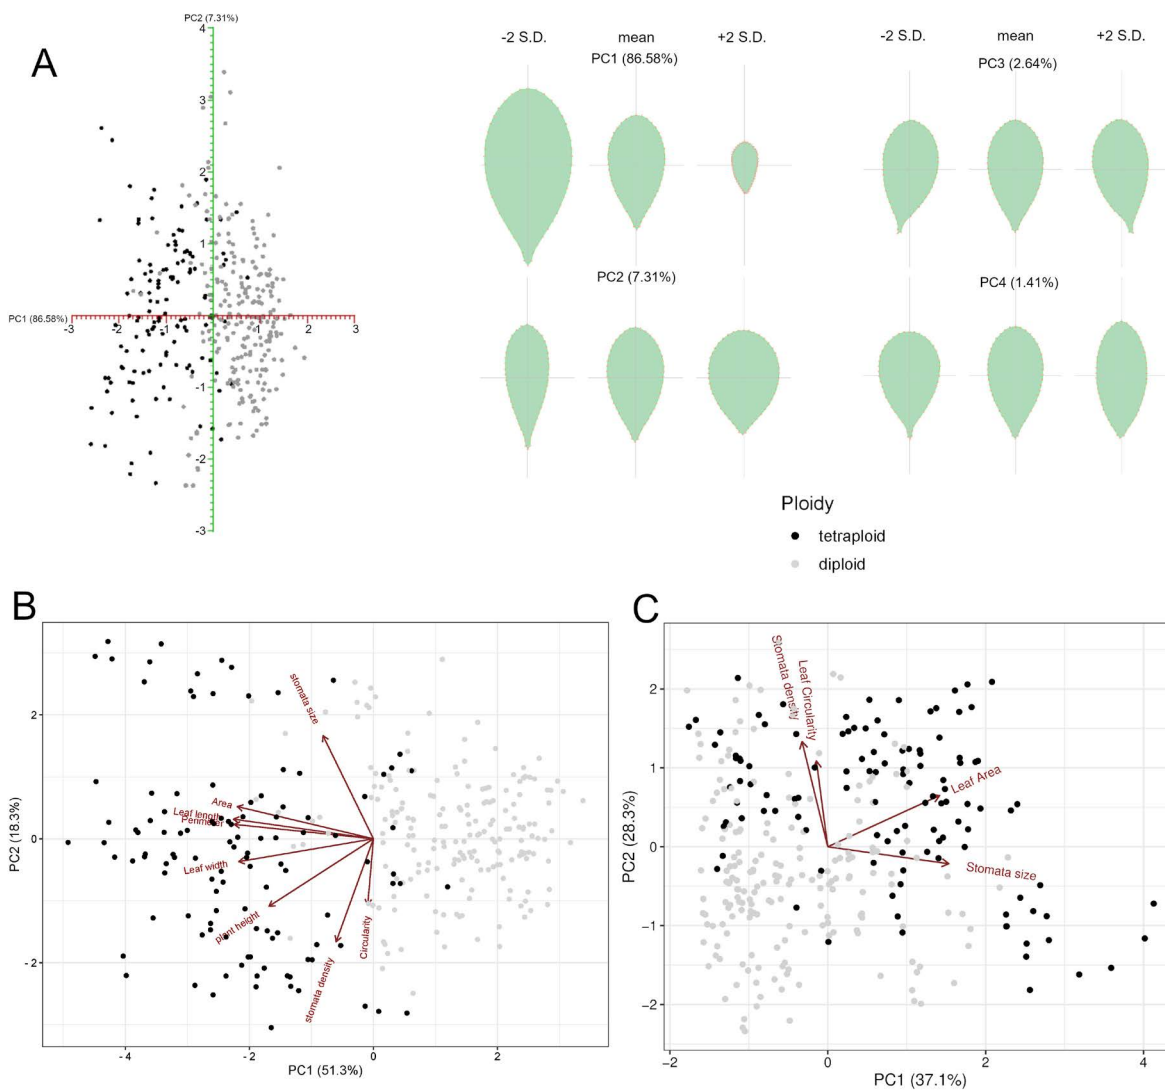 A
PC2 (7.31%)
4
3
2
1
-1
-2
-3
PC1 (86.58%)
-3
-2
-1
0
1
2
3
-2 S.D.
mean
+2 S.D.
PC1 (86.58%)
PC2 (7.31%)
-2 S.D.
mean
+2 S.D.
PC3 (2.64%)
PC4 (1.41%)
Ploidy
tetraploid
diploid
B
PC2 (18.3%)
2
0
-2
stomata size
Area
Leaf length
Perimeter
Leaf width
plant height
stomata density
Circularity
-4
-2
0
2
PC1 (51.3%)
C
PC2 (28.3%)
2
1
0
-1
-2
Stomata density
Leaf Circularity
Leaf Area
Stomata size
-2
0
2
4
PC1 (37.1%)